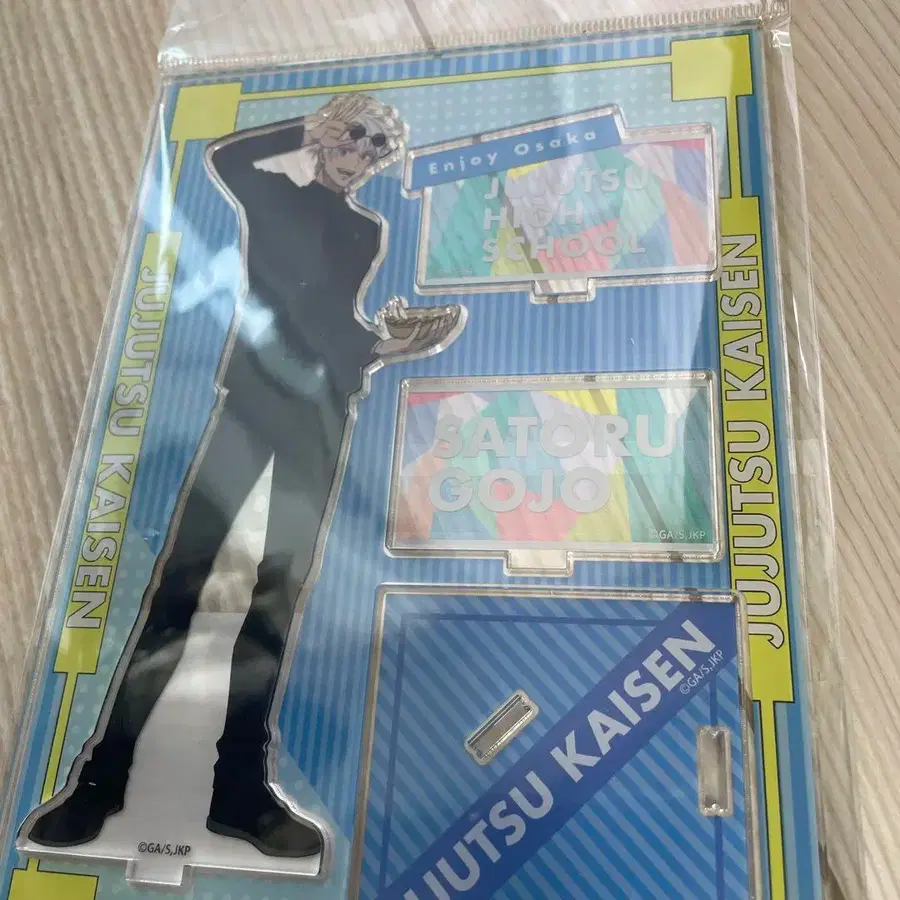 Enjoy Osaka
JUJUTSU
HIGH
SCHOOL
JUJUTSU KAISEN
JUJUTSU KAISEN
SATORU
GOJO
©GA/S,JKP
JUJUTSU KAISEN
©GA/S,JKP
©GA/S,JKP